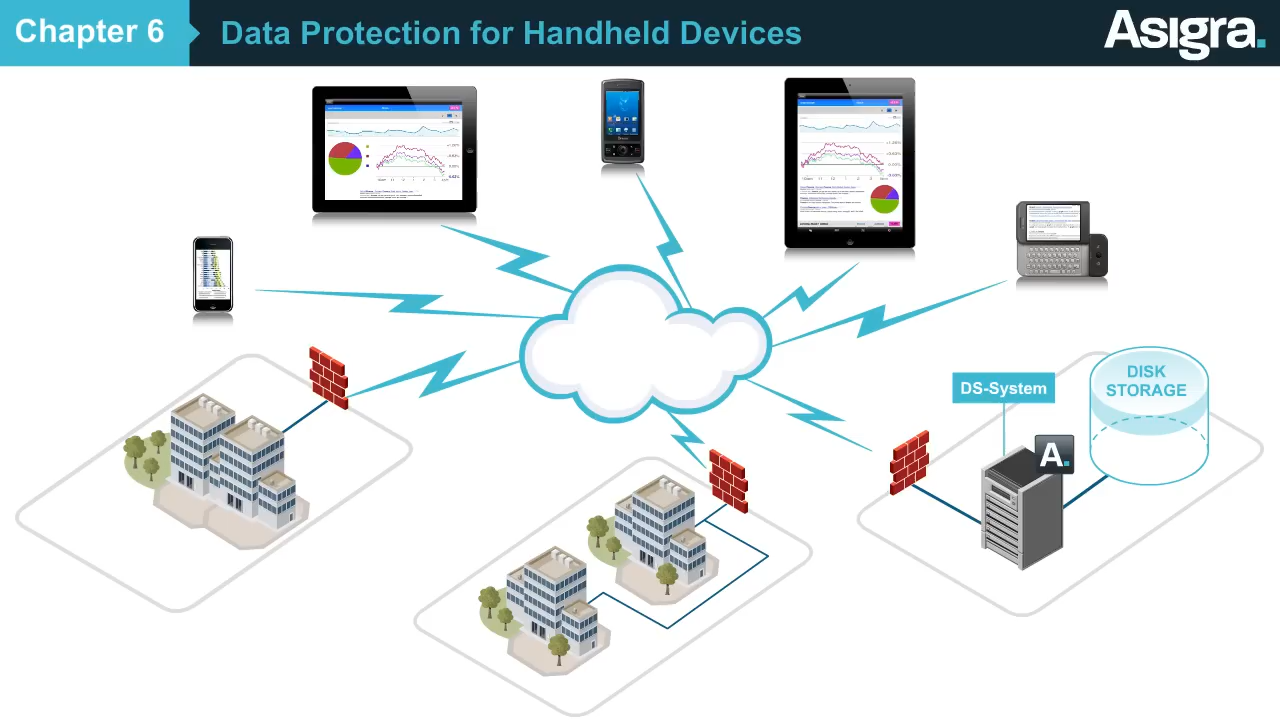 Chapter 6
Data Protection for Handheld Devices
Asigra.
DS-System
DISK
STORAGE
A.